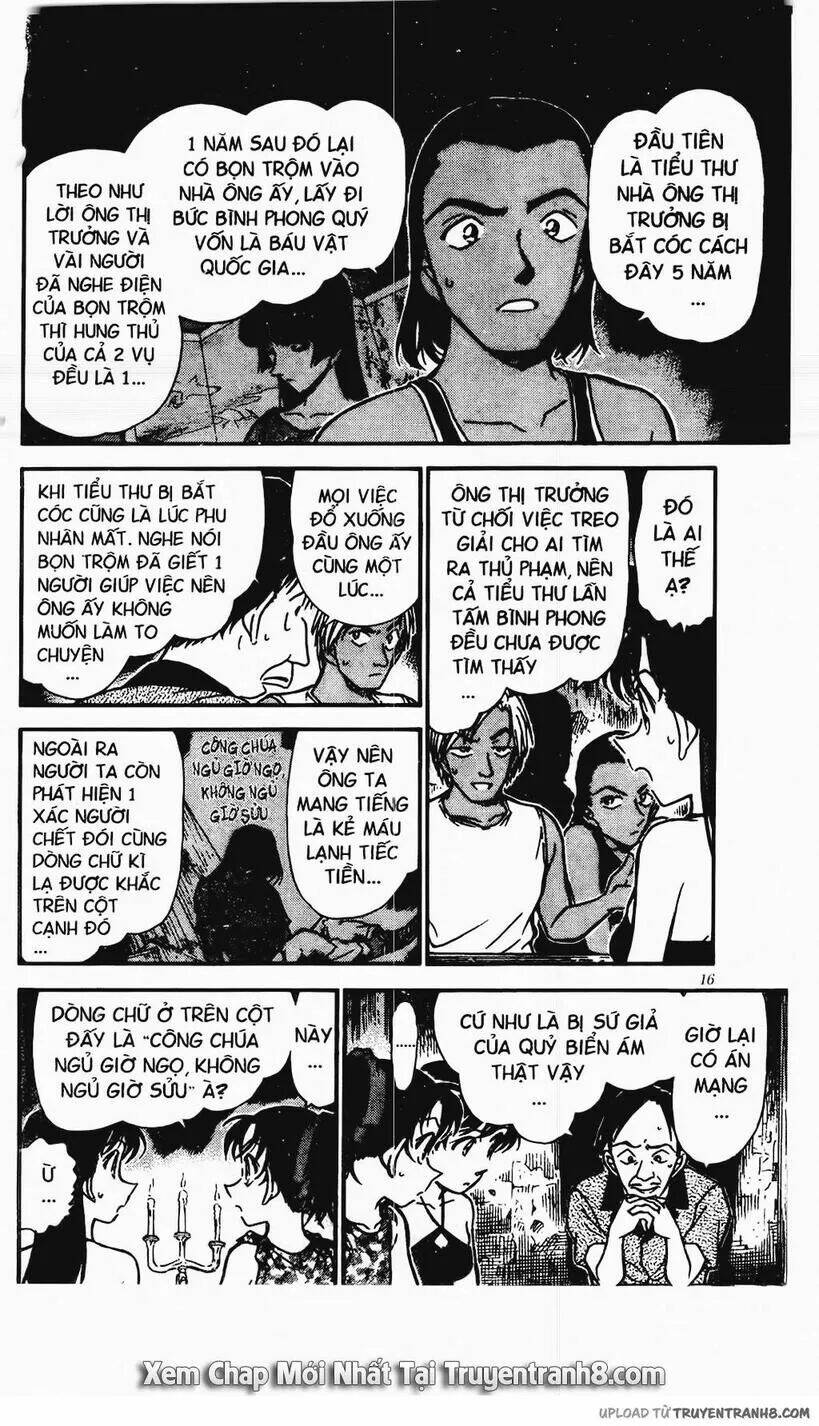 ĐẦU TIÊN
LÀ TIỂU THƯ
NHÀ ÔNG THỊ
TRƯỞNG BỊ
BẮT CÓC CÁCH
ĐÂY 5 NĂM
...
1 NĂM SAU ĐÓ LẠI
CÓ BỌN TRỘM VÀO
NHÀ ÔNG ẤY, LẤY ĐI
BỨC BÌNH PHONG QUÝ
VỐN LÀ BÁU VẬT
QUỐC GIA...
THEO NHƯ
LỜI ÔNG THỊ
TRƯỞNG VÀ
VÀI NGƯỜI
ĐÃ NGHE ĐIỆN
CỦA BỌN TRỘM
THÌ HUNG THỦ
CỦA CẢ 2 VỤ
ĐỀU LÀ 1...
ĐÓ
LÀ AI
THẾ
Ạ?
ÔNG THỊ TRƯỞNG
TỪ CHỐI VIỆC TREO
GIẢI CHO AI TÌM
RA THỦ PHẠM, NÊN
CẢ TIỂU THƯ LẪN
TẤM BÌNH PHONG
ĐỀU CHƯA ĐƯỢC
TÌM THẤY
...
MỌI VIỆC
ĐỔ XUỐNG
ĐẦU ÔNG ẤY
CÙNG MỘT
LÚC...
KHI TIỂU THƯ BỊ BẮT
CÓC CŨNG LÀ LÚC PHU
NHÂN MẤT. NGHE NÓI
BỌN TRỘM ĐÃ GIẾT 1
NGƯỜI GIÚP VIỆC NÊN
ÔNG ẤY KHÔNG
MUỐN LÀM TO
CHUYỆN
...
VẬY NÊN
ÔNG TA
MANG TIẾNG
LÀ KẺ MÁU
LẠNH TIẾC
TIỀN...
CÔNG CHÚA
NGỦ GIỜ NGỌ,
KHÔNG NGỦ
GIỜ SỬU
NGOÀI RA
NGƯỜI TA CÒN
PHÁT HIỆN 1
XÁC NGƯỜI
CHẾT ĐÓI CÙNG
DÒNG CHỮ KÌ
LẠ ĐƯỢC KHẮC
TRÊN CỘT
CẠNH ĐÓ
...
16
GIỜ LẠI
CÓ ÁN
MẠNG
...
CỨ NHƯ LÀ BỊ SỨ GIẢ
CỦA QUỶ BIỂN ÁM
THẬT VẬY
...
......
NÀY
...
DÒNG CHỮ Ở TRÊN CỘT
ĐẤY LÀ "CÔNG CHÚA
NGỦ GIỜ NGỌ, KHÔNG
NGỦ GIỜ SỬU" À?
Ừ
...
Xem Chap Mới Nhất Tại Truyentranh8.com
UPLOAD TỪ TRUYENTRANH8.COM